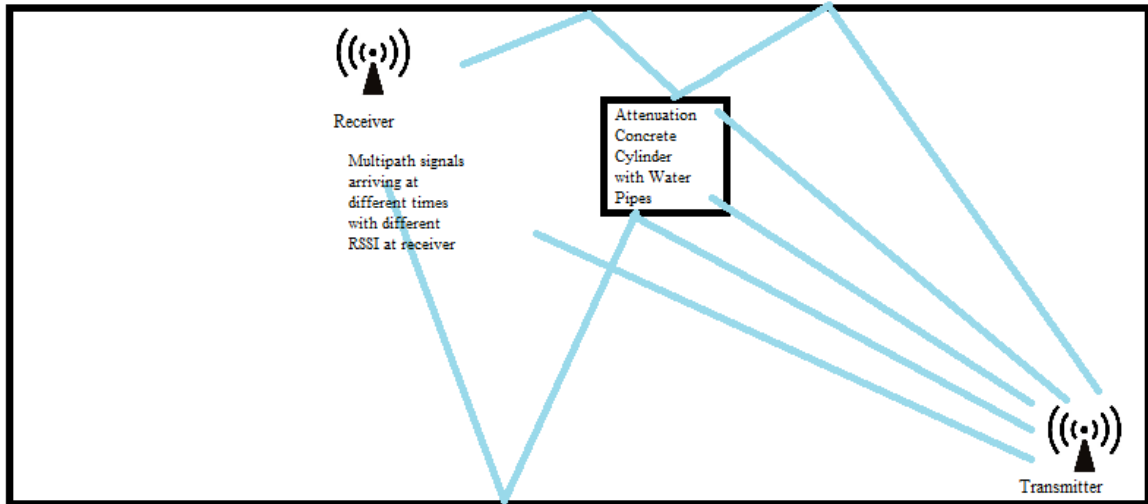 Receiver
Multipath signals
arriving at
different times
with different
RSSI at receiver
Attenuation
Concrete
Cylinder
with Water
Pipes
Transmitter